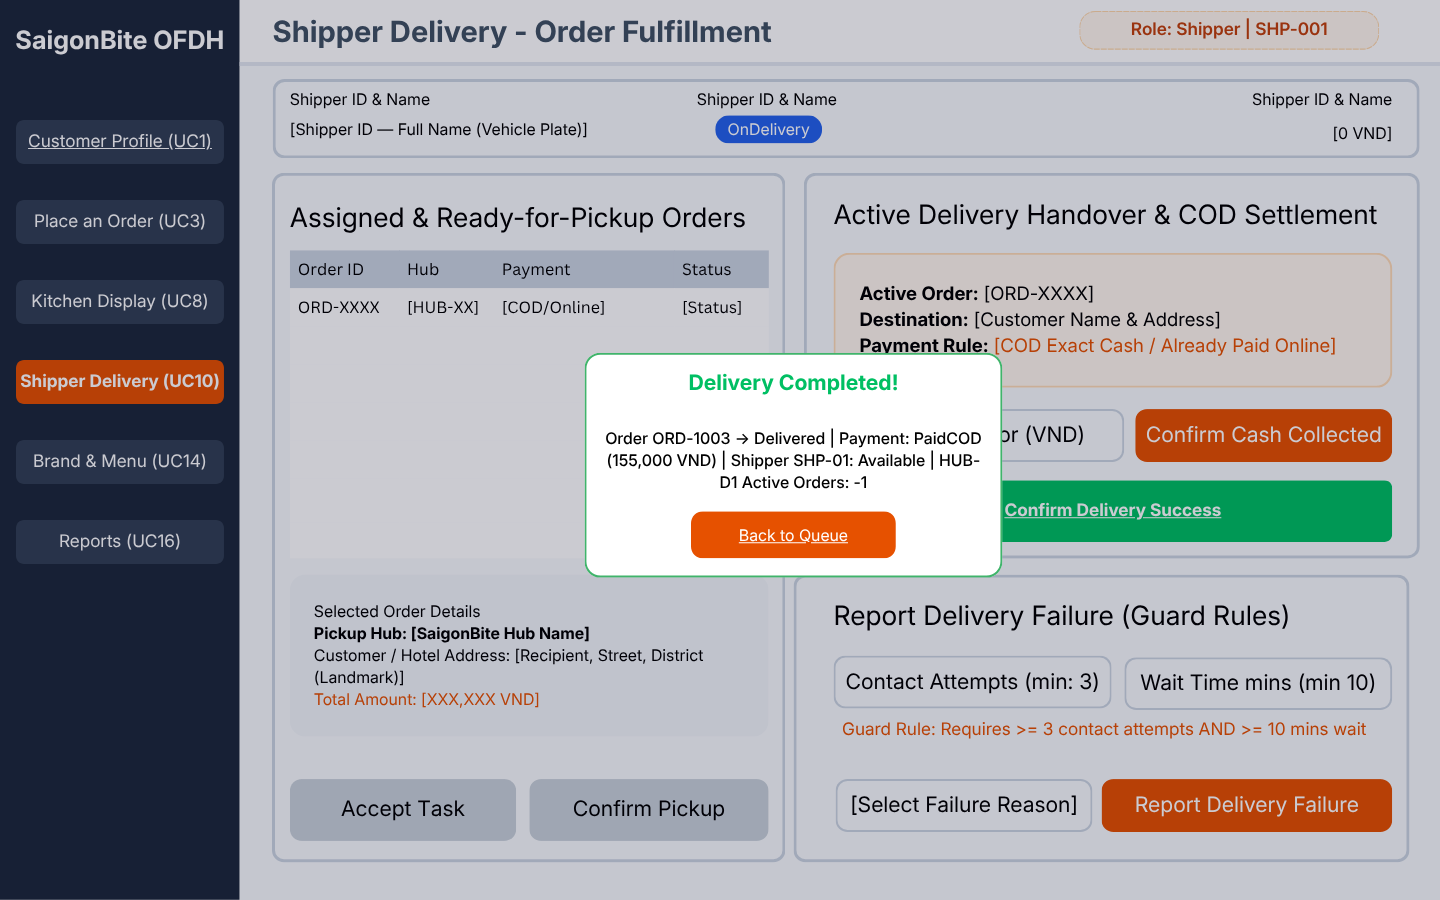 SaigonBite OFDH
Customer Profile (UC1)
Place an Order (UC3)
Kitchen Display (UC8)
Shipper Delivery (UC10)
Brand & Menu (UC14)
Reports (UC16)
Shipper Delivery - Order Fulfillment
Role: Shipper | SHP-001
Shipper ID & Name
[Shipper ID — Full Name (Vehicle Plate)]
Shipper ID & Name
OnDelivery
Shipper ID & Name
[0 VND]
Assigned & Ready-for-Pickup Orders
Order ID Hub Payment Status
ORD-XXXX [HUB-XX] [COD/Online] [Status]
Selected Order Details
Pickup Hub: [SaigonBite Hub Name]
Customer / Hotel Address: [Recipient, Street, District
(Landmark)]
Total Amount: [XXX,XXX VND]
Accept Task
Confirm Pickup
Active Delivery Handover & COD Settlement
Active Order: [ORD-XXXX]
Destination: [Customer Name & Address]
Payment Rule: [COD Exact Cash / Already Paid Online]
(VND)
Confirm Cash Collected
Confirm Delivery Success
Delivery Completed!
Order ORD-1003 → Delivered | Payment: PaidCOD
(155,000 VND) | Shipper SHP-01: Available | HUB-
D1 Active Orders: -1
Back to Queue
Report Delivery Failure (Guard Rules)
Contact Attempts (min: 3)
Wait Time mins (min 10)
Guard Rule: Requires >= 3 contact attempts AND >= 10 mins wait
[Select Failure Reason]
Report Delivery Failure